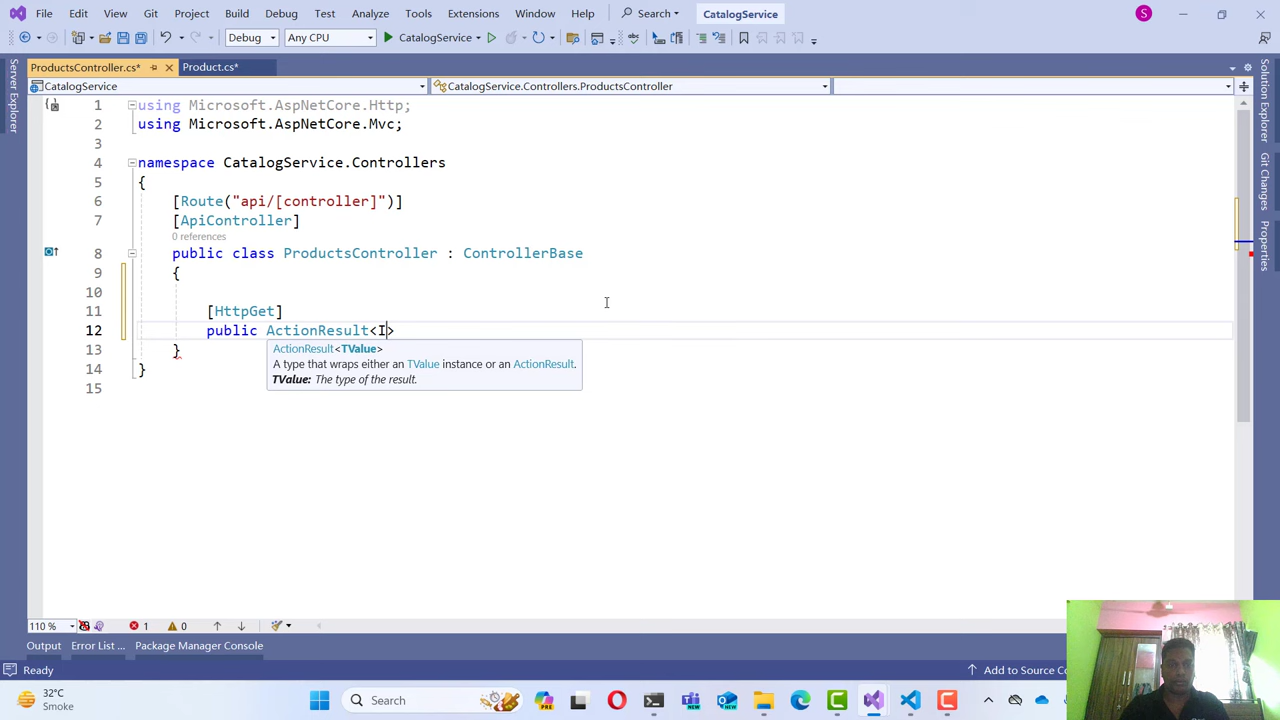 File Edit View Git Project Build Debug Test Analyze Tools Extensions Window Help Search CatalogService S
Debug Any CPU CatalogService
ProductsController.cs* Product.cs*
CatalogService CatalogService.Controllers.ProductsController
Server Explorer
Solution Explorer
Git Changes
Properties
1 using Microsoft.AspNetCore.Http;
2 using Microsoft.AspNetCore.Mvc;
3
4 namespace CatalogService.Controllers
5 {
6 [Route("api/[controller]")]
7 [ApiController]
0 references
8 public class ProductsController : ControllerBase
9 {
10
11 [HttpGet]
12 public ActionResult<I>
13 }
14 }
15
ActionResult<TValue>
A type that wraps either an TValue instance or an ActionResult.
TValue: The type of the result.
110 % 1 0
Output Error List ... Package Manager Console
Ready Add to Source Co
32°C
Smoke
Search
PRE
NEW
NEW